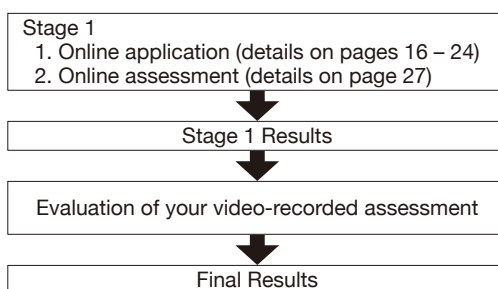 Stage 1
1. Online application (details on pages 16 – 24)
2. Online assessment (details on page 27)
Stage 1 Results
Evaluation of your video-recorded assessment
Final Results